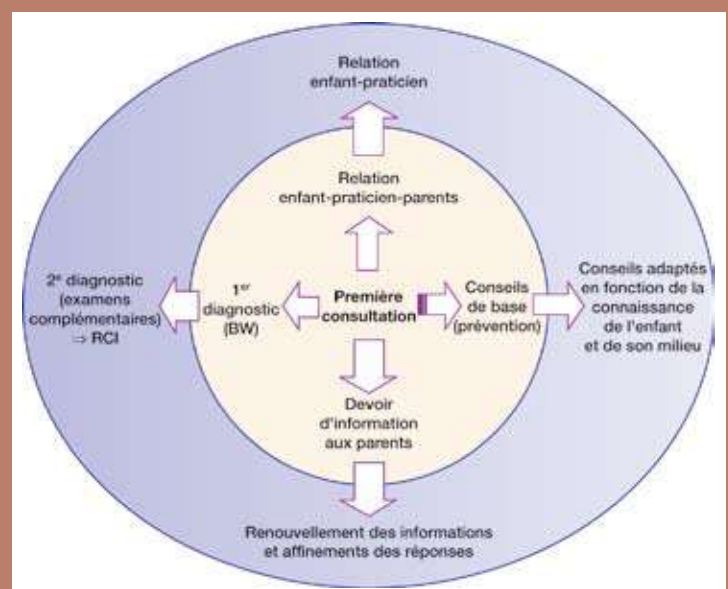 Relation
enfant-praticien
Relation
enfant-praticien-parents
2e diagnostic
(examens
complémentaires)
⇒ RCI
1er
diagnostic
(BW)
Première
consultation
Conseils
de base
(prévention)
Conseils adaptés
en fonction de la
connaissance
de l'enfant
et de son milieu
Devoir
d'information
aux parents
Renouvellement des informations
et affinements des réponses